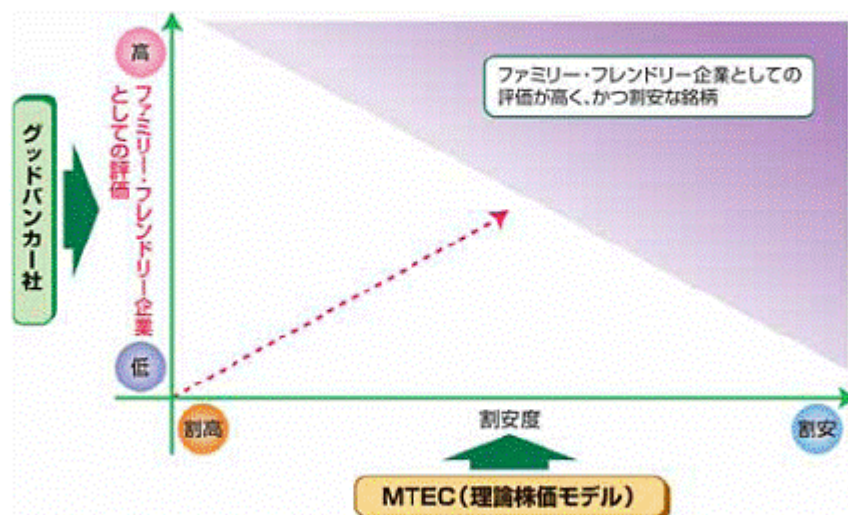 高
ファミリー・フレンドリー企業としての
評価が高く、かつ割安な銘柄
グッドバンカー社
ファミリー・フレンドリー企業
としての評価
低
割高
割安度
割安
MTEC(理論株価モデル)